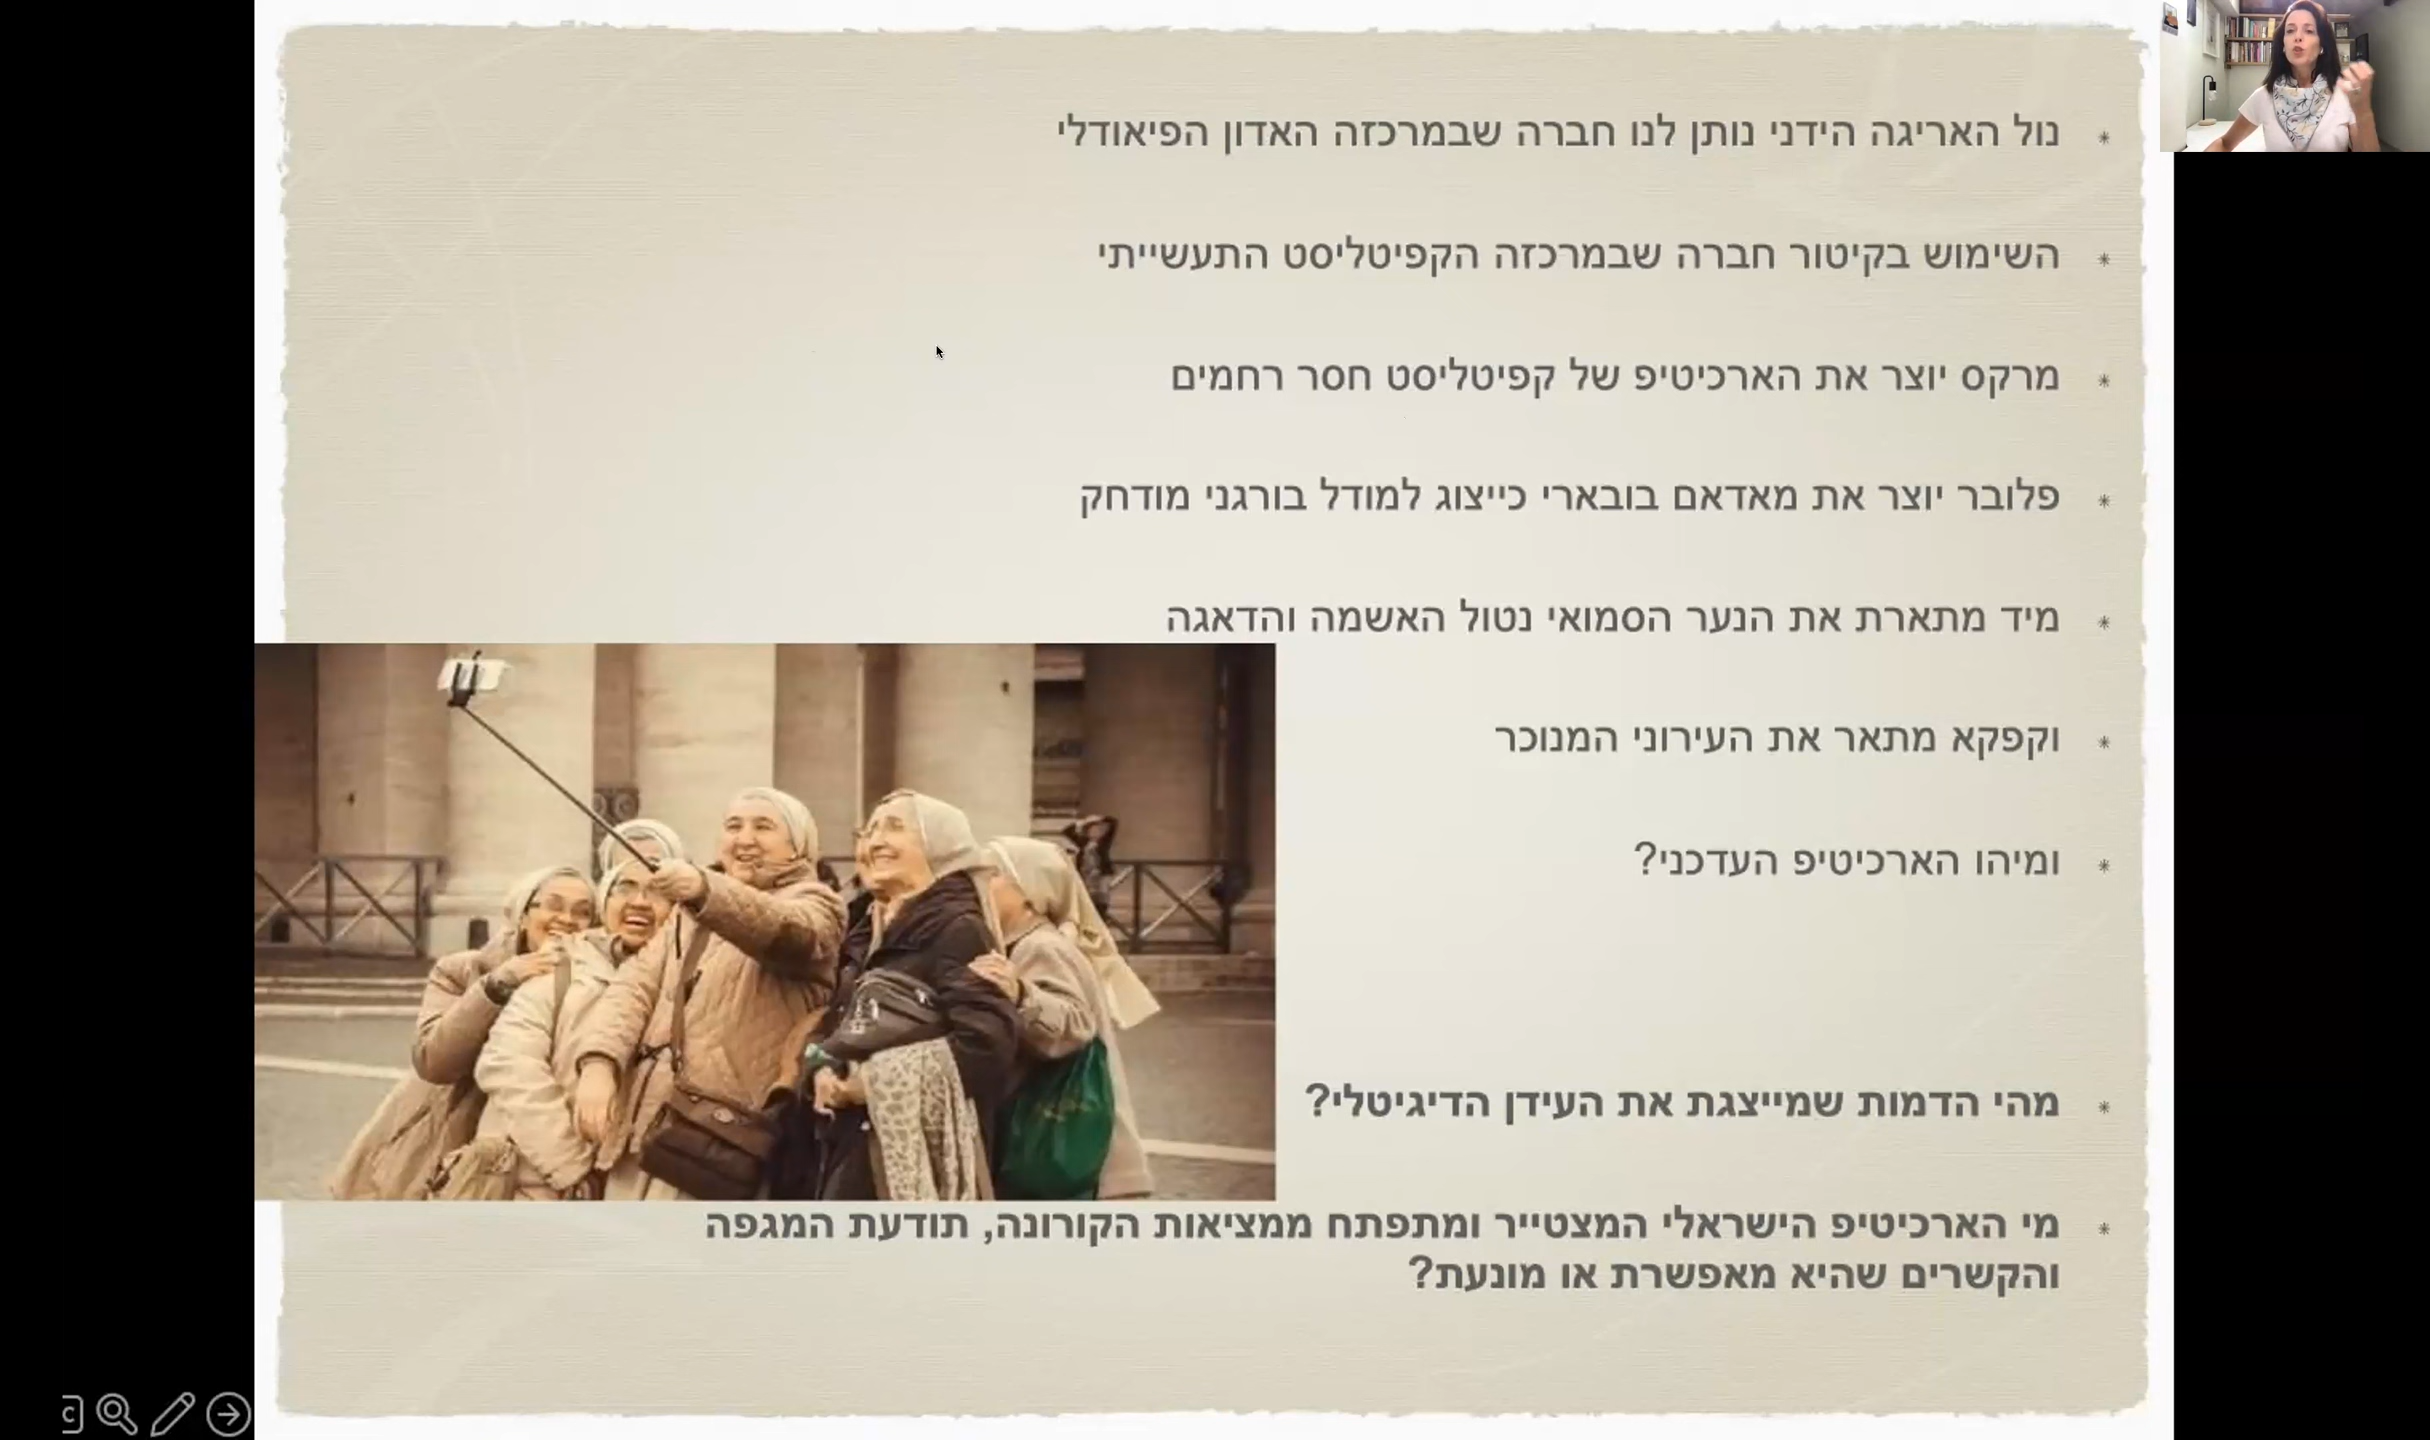 נול האריגה הידני נותן לנו חברה שבמרכזה האדון הפיאודלי
השימוש בקיטור חברה שבמרכזה הקפיטליסט התעשייתי
מרקס יוצר את הארכיטיפ של קפיטליסט חסר רחמים
פלובר יוצר את מאדאם בובארי כייצוג למודל בורגני מודחק
מיד מתארת את הנער הסמואי נטול האשמה והדאגה
וקפקא מתאר את העירוני המנוכר
ומיהו הארכיטיפ העדכני?
מהי הדמות שמייצגת את העידן הדיגיטלי?
מי הארכיטיפ הישראלי המצטייר ומתפתח ממציאות הקורונה, תודעת המגפה
והקשרים שהיא מאפשרת או מונעת?